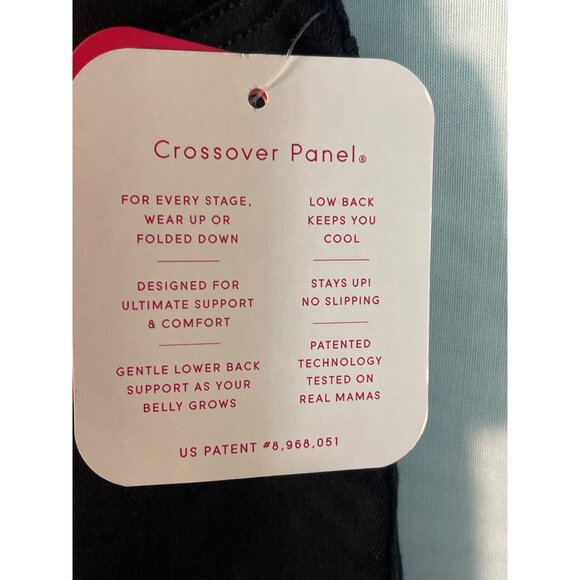 Crossover Panel®
FOR EVERY STAGE,
WEAR UP OR
FOLDED DOWN
DESIGNED FOR
ULTIMATE SUPPORT
& COMFORT
GENTLE LOWER BACK
SUPPORT AS YOUR
BELLY GROWS
LOW BACK
KEEPS YOU
COOL
STAYS UP!
NO SLIPPING
PATENTED
TECHNOLOGY
TESTED ON
REAL MAMAS
US PATENT #8,968,051